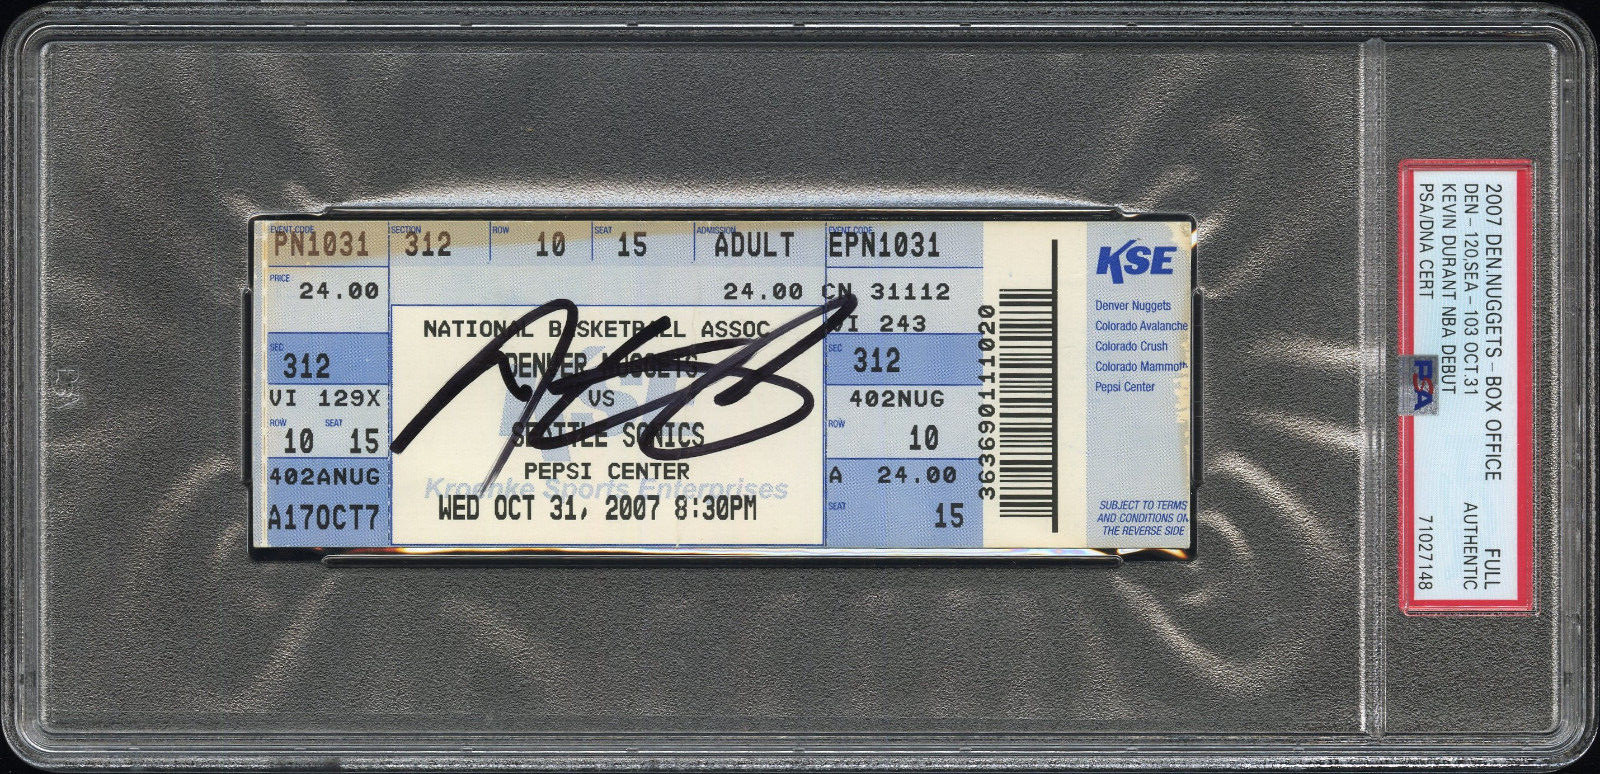 EVENT CODE SECTION ROW SEAT ADMISSION EVENT CODE
PN1031 312 10 15 ADULT EPN1031
PRICE
24.00 24.00 CN 31112
NATIONAL BASKETBALL ASSOC
VI 243
DENVER NUGGETS
VS
SEATTLE SONICS
PEPSI CENTER
Kroenke Sports Enterprises
WED OCT 31, 2007 8:30PM
SEC
312
VI 129X
ROW SEAT
10 15
402ANUG
A17OCT7
SEC
312
402NUG
ROW
10
A 24.00
SEAT
15
3636901111020
KSE
Denver Nuggets
Colorado Avalanche
Colorado Crush
Colorado Mammoth
Pepsi Center
SUBJECT TO TERMS
AND CONDITIONS ON
THE REVERSE SIDE
2007 DEN.NUGGETS - BOX OFFICE FULL
DEN - 120,SEA - 103 OCT.31 AUTHENTIC
KEVIN DURANT NBA DEBUT
PSA/DNA CERT 71027148
PSA